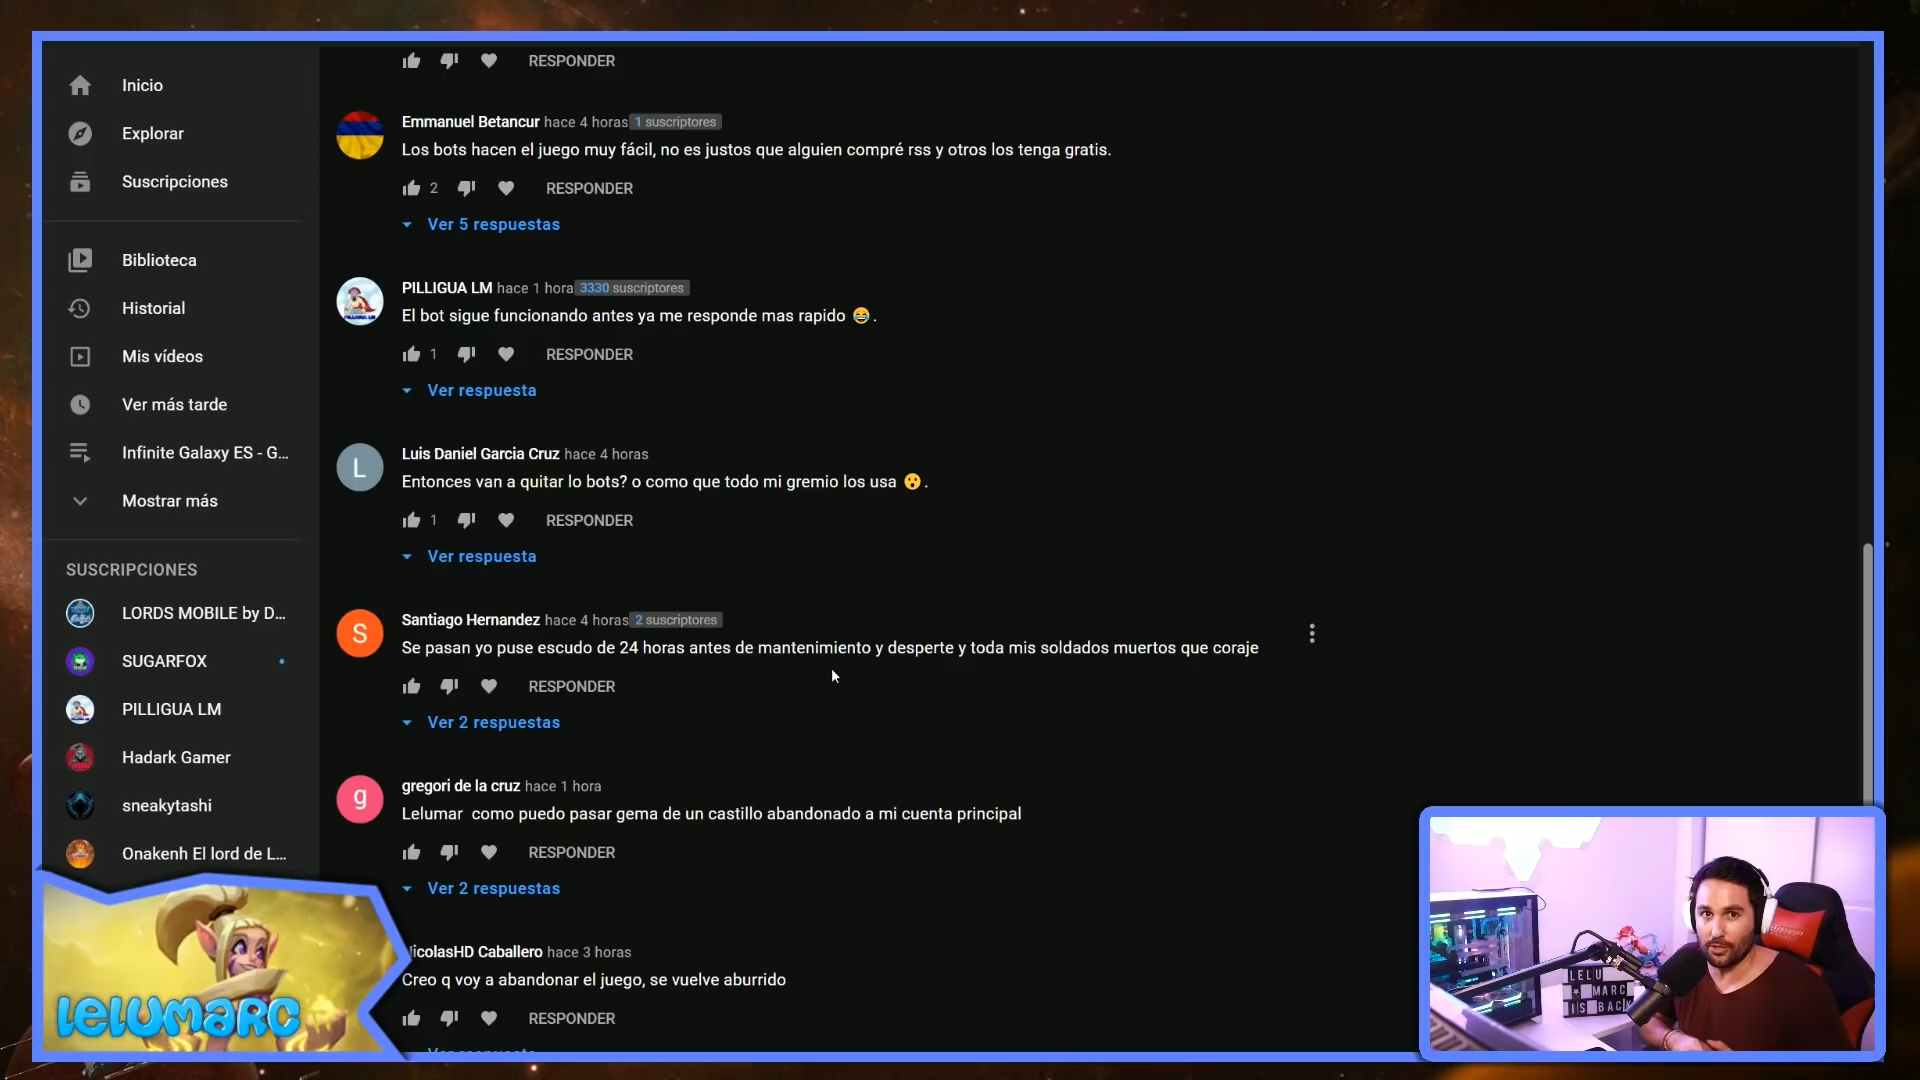 Inicio
Explorar
Suscripciones
Biblioteca
Historial
Mis vídeos
Ver más tarde
Infinite Galaxy ES - G...
Mostrar más
SUSCRIPCIONES
LORDS MOBILE by D...
SUGARFOX
PILLIGUA LM
Hadark Gamer
sneakytashi
Onakenh El lord de L...
LELUMARC
RESPONDER
Emmanuel Betancur hace 4 horas 1 suscriptores
Los bots hacen el juego muy fácil, no es justos que alguien compré rss y otros los tenga gratis.
2 RESPONDER
Ver 5 respuestas
PILLIGUA LM hace 1 hora 3330 suscriptores
El bot sigue funcionando antes ya me responde mas rapido 😂.
1 RESPONDER
Ver respuesta
L
Luis Daniel Garcia Cruz hace 4 horas
Entonces van a quitar lo bots? o como que todo mi gremio los usa 😮.
1 RESPONDER
Ver respuesta
S
Santiago Hernandez hace 4 horas 2 suscriptores
Se pasan yo puse escudo de 24 horas antes de mantenimiento y desperte y toda mis soldados muertos que coraje
RESPONDER
Ver 2 respuestas
g
gregori de la cruz hace 1 hora
Lelumar como puedo pasar gema de un castillo abandonado a mi cuenta principal
RESPONDER
Ver 2 respuestas
icolasHD Caballero hace 3 horas
Creo q voy a abandonar el juego, se vuelve aburrido
RESPONDER
Ver respuesta
LELU
MARC
IS BACK